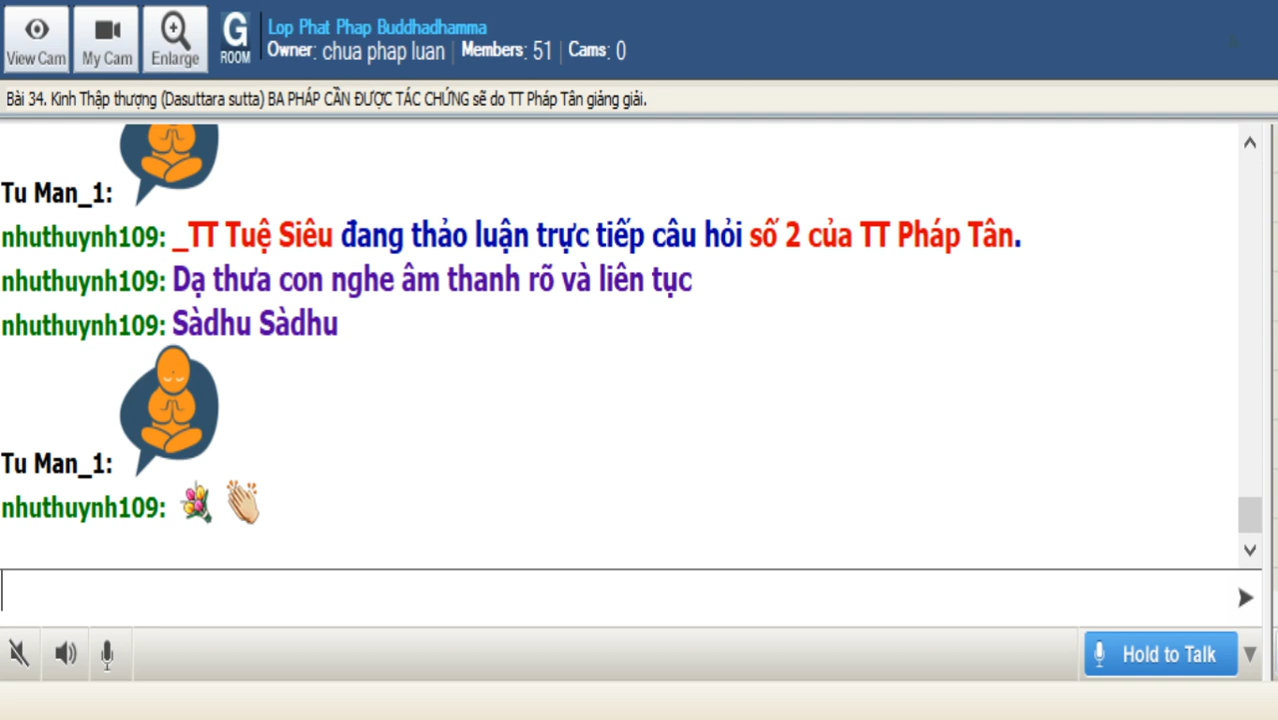 View Cam
My Cam
Enlarge
G
ROOM
Lop Phat Phap Buddhadhamma
Owner: chua phap luan | Members: 51 | Cams: 0
Bài 34. Kinh Thập thượng (Dasuttara sutta) BA PHÁP CẦN ĐƯỢC TÁC CHỨNG sẽ do TT Pháp Tân giảng giải.
Tu Man_1:
nhuthuynh109: _TT Tuệ Siêu đang thảo luận trực tiếp câu hỏi số 2 của TT Pháp Tân.
nhuthuynh109: Dạ thưa con nghe âm thanh rõ và liên tục
nhuthuynh109: Sàdhu Sàdhu
Tu Man_1:
nhuthuynh109:
Hold to Talk